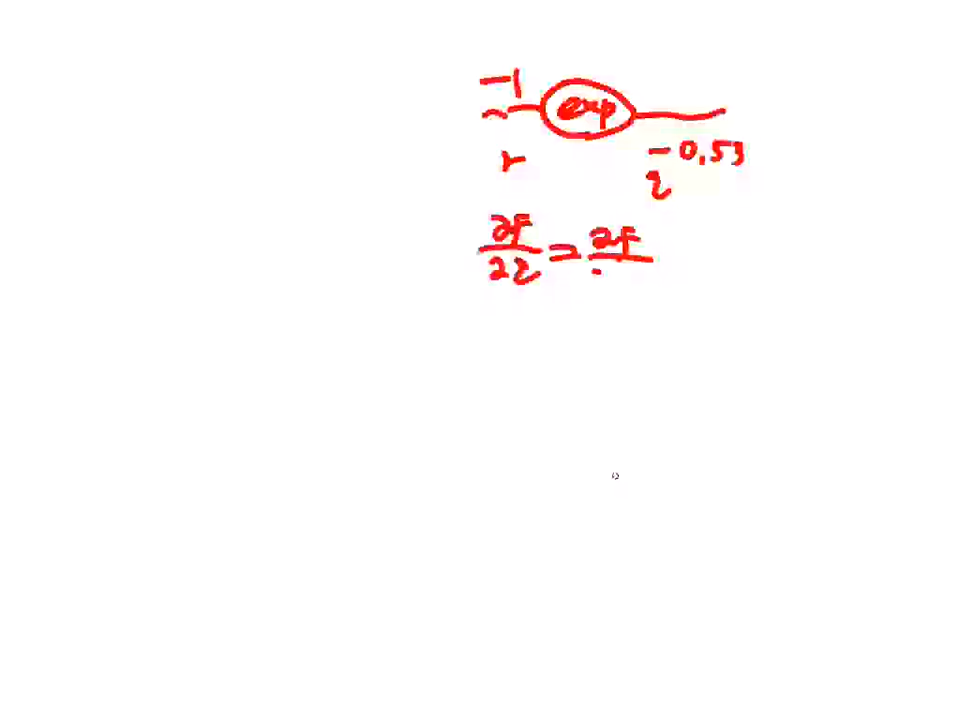 -1
exp
r
-0.53
q
∂f/∂q = ∂f